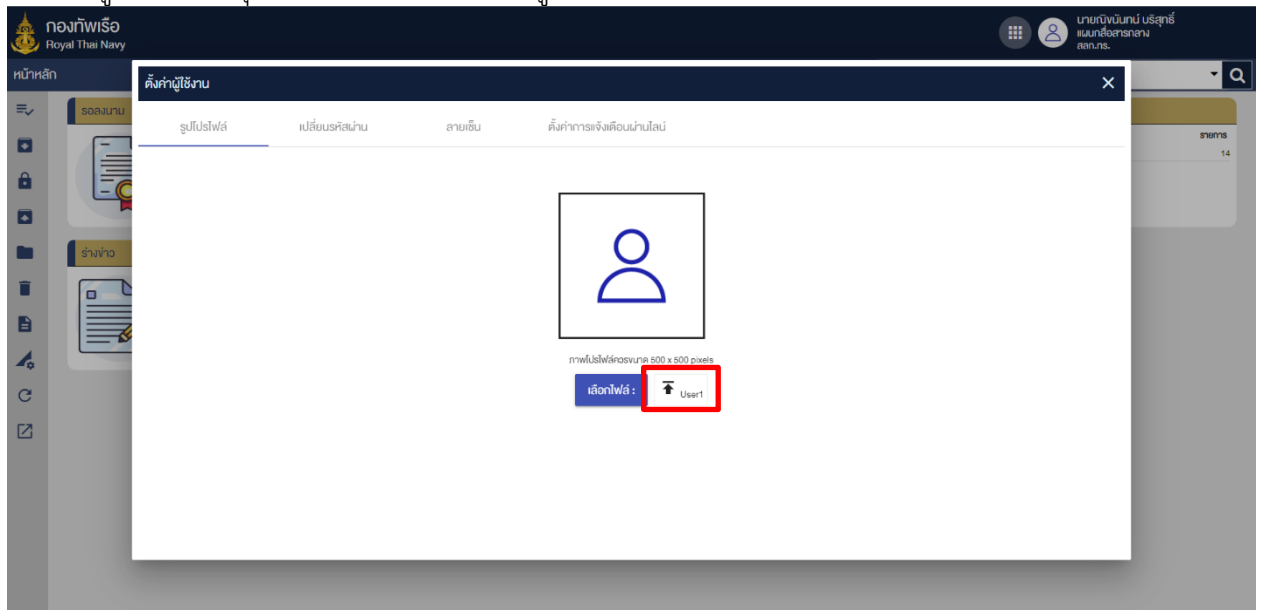 กองทัพเรือ
Royal Thai Navy
นายณิชนันทน์ บริสุทธิ์
แผนกสื่อสารกลาง
สลก.ทร.
หน้าหลัก
ตั้งค่าผู้ใช้งาน
รูปโปรไฟล์
เปลี่ยนรหัสผ่าน
ลายเซ็น
ตั้งค่าการแจ้งเตือนผ่านไลน์
รอลงนาม
รายการ
14
ร่างข่าว
ภาพโปรไฟล์ควรขนาด 500 x 500 pixels
เลือกไฟล์ :
User1